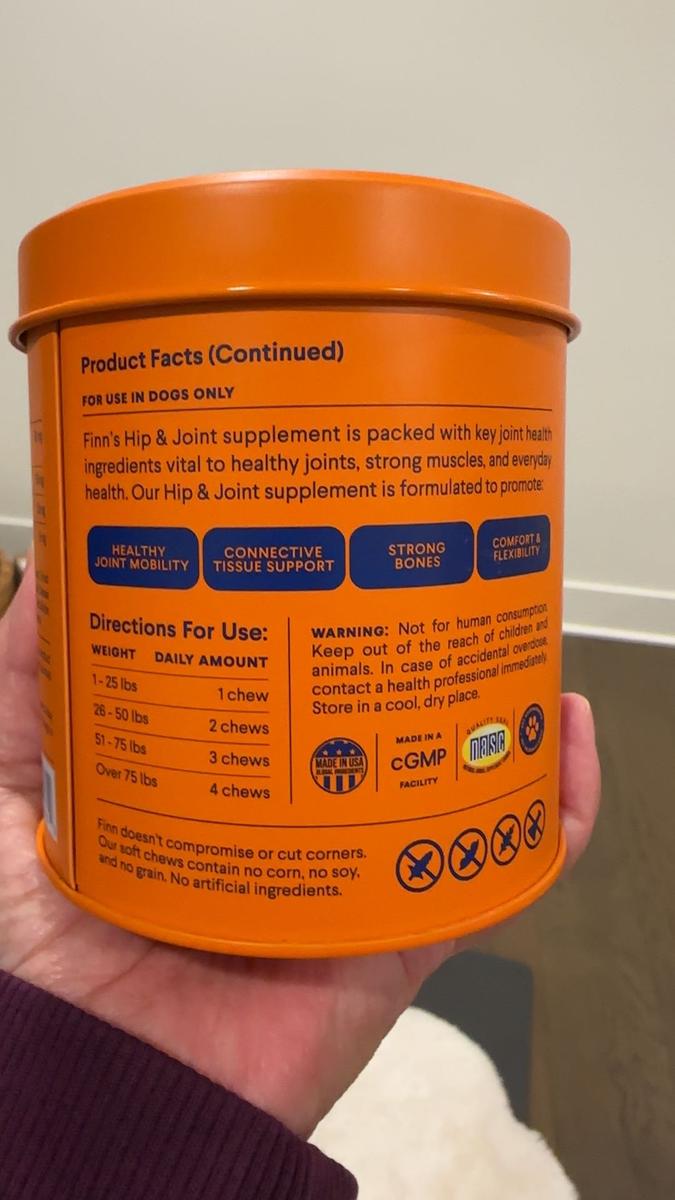 Product Facts (Continued)
FOR USE IN DOGS ONLY
Finn's Hip & Joint supplement is packed with key joint health
ingredients vital to healthy joints, strong muscles, and everyday
health. Our Hip & Joint supplement is formulated to promote:
HEALTHY
JOINT MOBILITY
CONNECTIVE
TISSUE SUPPORT
STRONG
BONES
COMFORT &
FLEXIBILITY
Directions For Use:
WEIGHT DAILY AMOUNT
1-25 lbs 1 chew
26-50 lbs 2 chews
51-75 lbs 3 chews
Over 75 lbs 4 chews
WARNING: Not for human consumption.
Keep out of the reach of children and
animals. In case of accidental overdose,
contact a health professional immediately.
Store in a cool, dry place.
MADE IN USA
GLOBAL INGREDIENTS
MADE IN A
cGMP
FACILITY
QUALITY SEAL
nasc
Finn doesn't compromise or cut corners.
Our soft chews contain no corn, no soy,
and no grain. No artificial ingredients.